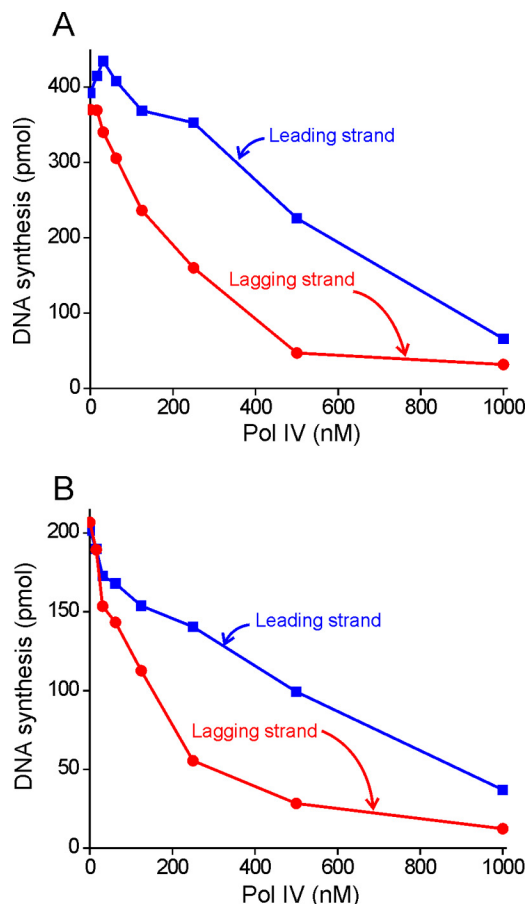 A
400
300
200
100
0
DNA synthesis (pmol)
Leading strand
Lagging strand
0 200 400 600 800 1000
Pol IV (nM)
B
200
150
100
50
0
DNA synthesis (pmol)
Leading strand
Lagging strand
0 200 400 600 800 1000
Pol IV (nM)